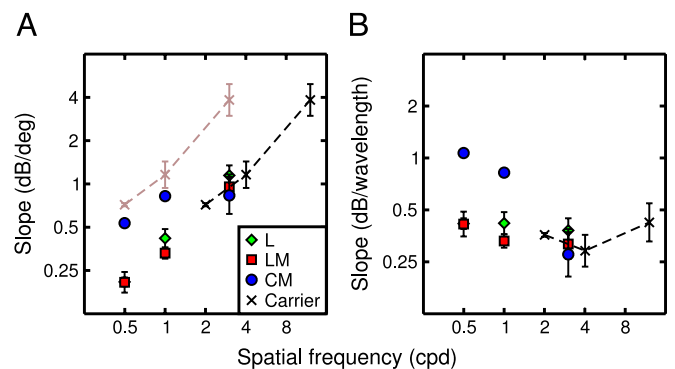 A
B
Slope (dB/deg)
4
2
1
0.5
0.25
L
LM
CM
Carrier
0.5 1 2 4 8
Slope (dB/wavelength)
2
1
0.5
0.25
0.5 1 2 4 8
Spatial frequency (cpd)